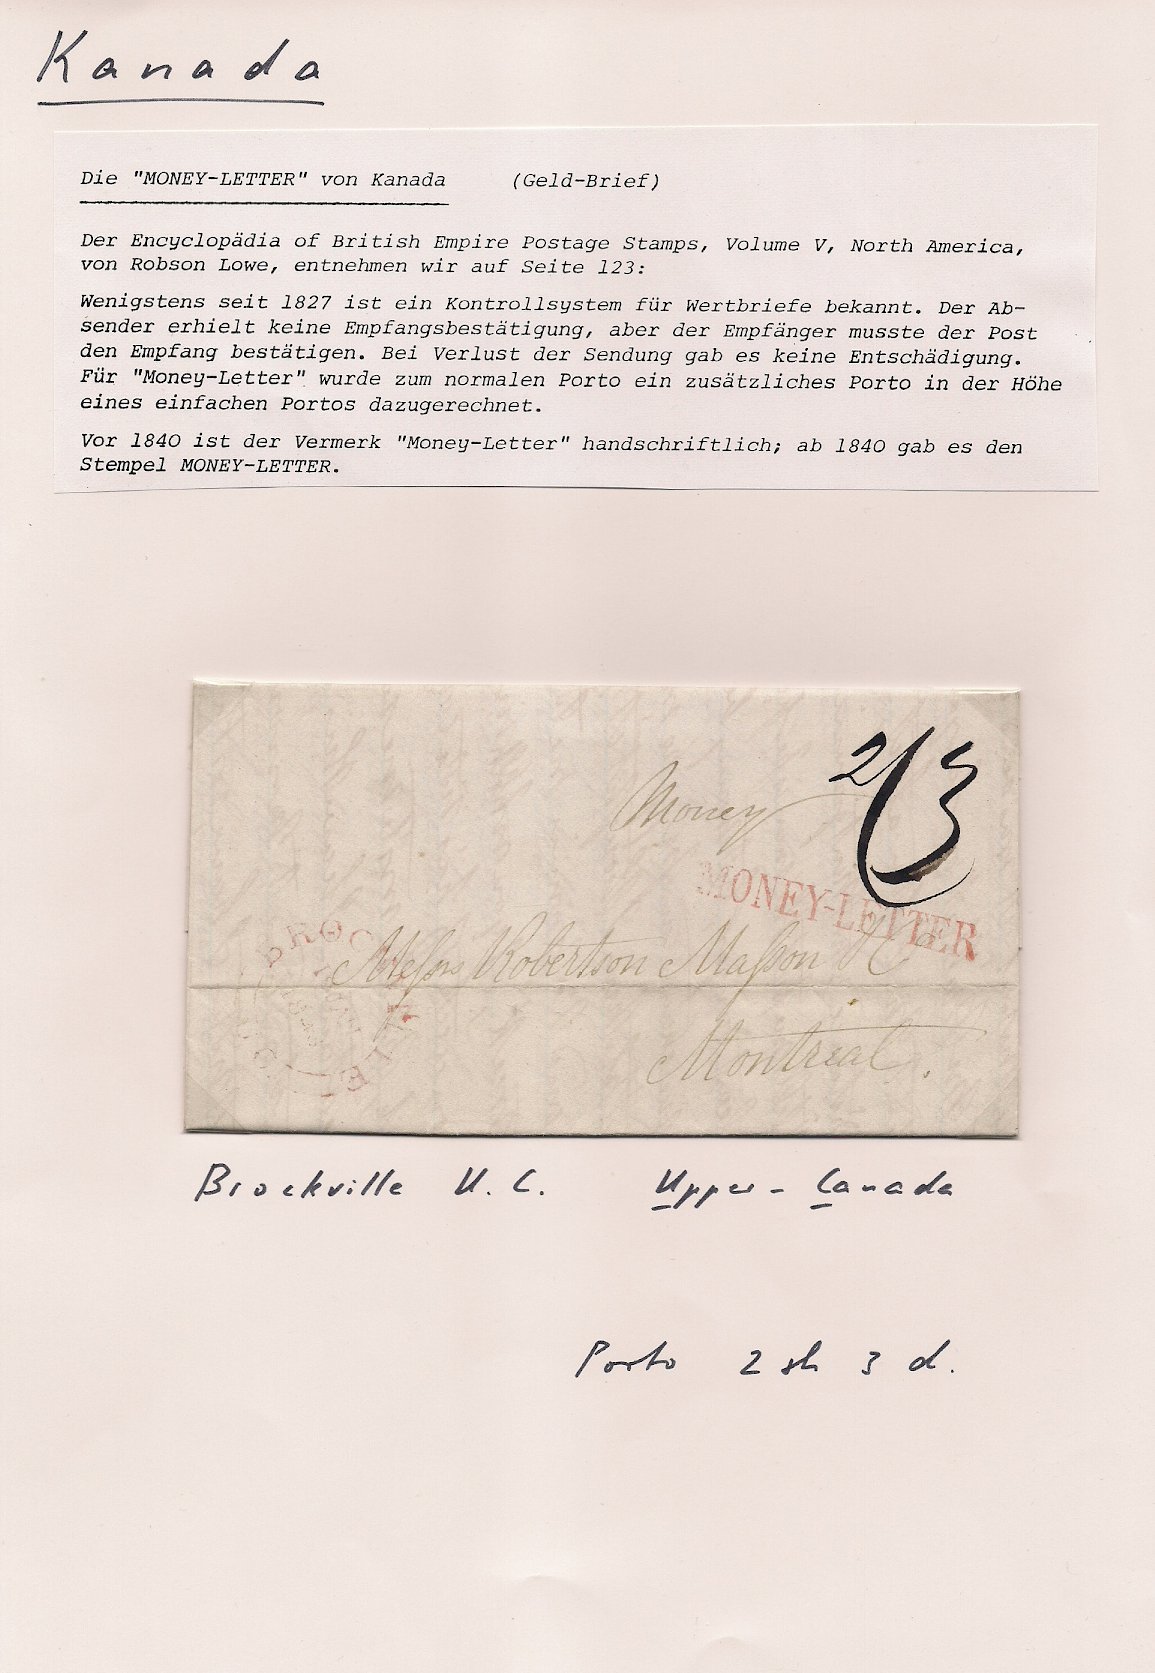 Kanada
Die "MONEY-LETTER" von Kanada (Geld-Brief)
Der Encyclopädia of British Empire Postage Stamps, Volume V, North America,
von Robson Lowe, entnehmen wir auf Seite 123:
Wenigstens seit 1827 ist ein Kontrollsystem für Wertbriefe bekannt. Der Ab-
sender erhielt keine Empfangsbestätigung, aber der Empfänger musste der Post
den Empfang bestätigen. Bei Verlust der Sendung gab es keine Entschädigung.
Für "Money-Letter" wurde zum normalen Porto ein zusätzliches Porto in der Höhe
eines einfachen Portos dazugerechnet.
Vor 1840 ist der Vermerk "Money-Letter" handschriftlich; ab 1840 gab es den
Stempel MONEY-LETTER.
2/3
Money
MONEY-LETTER
Messrs Robertson Masson & Co
Montreal.
Brockville U. C. Upper-Canada
Porto 2 sh 3 d.